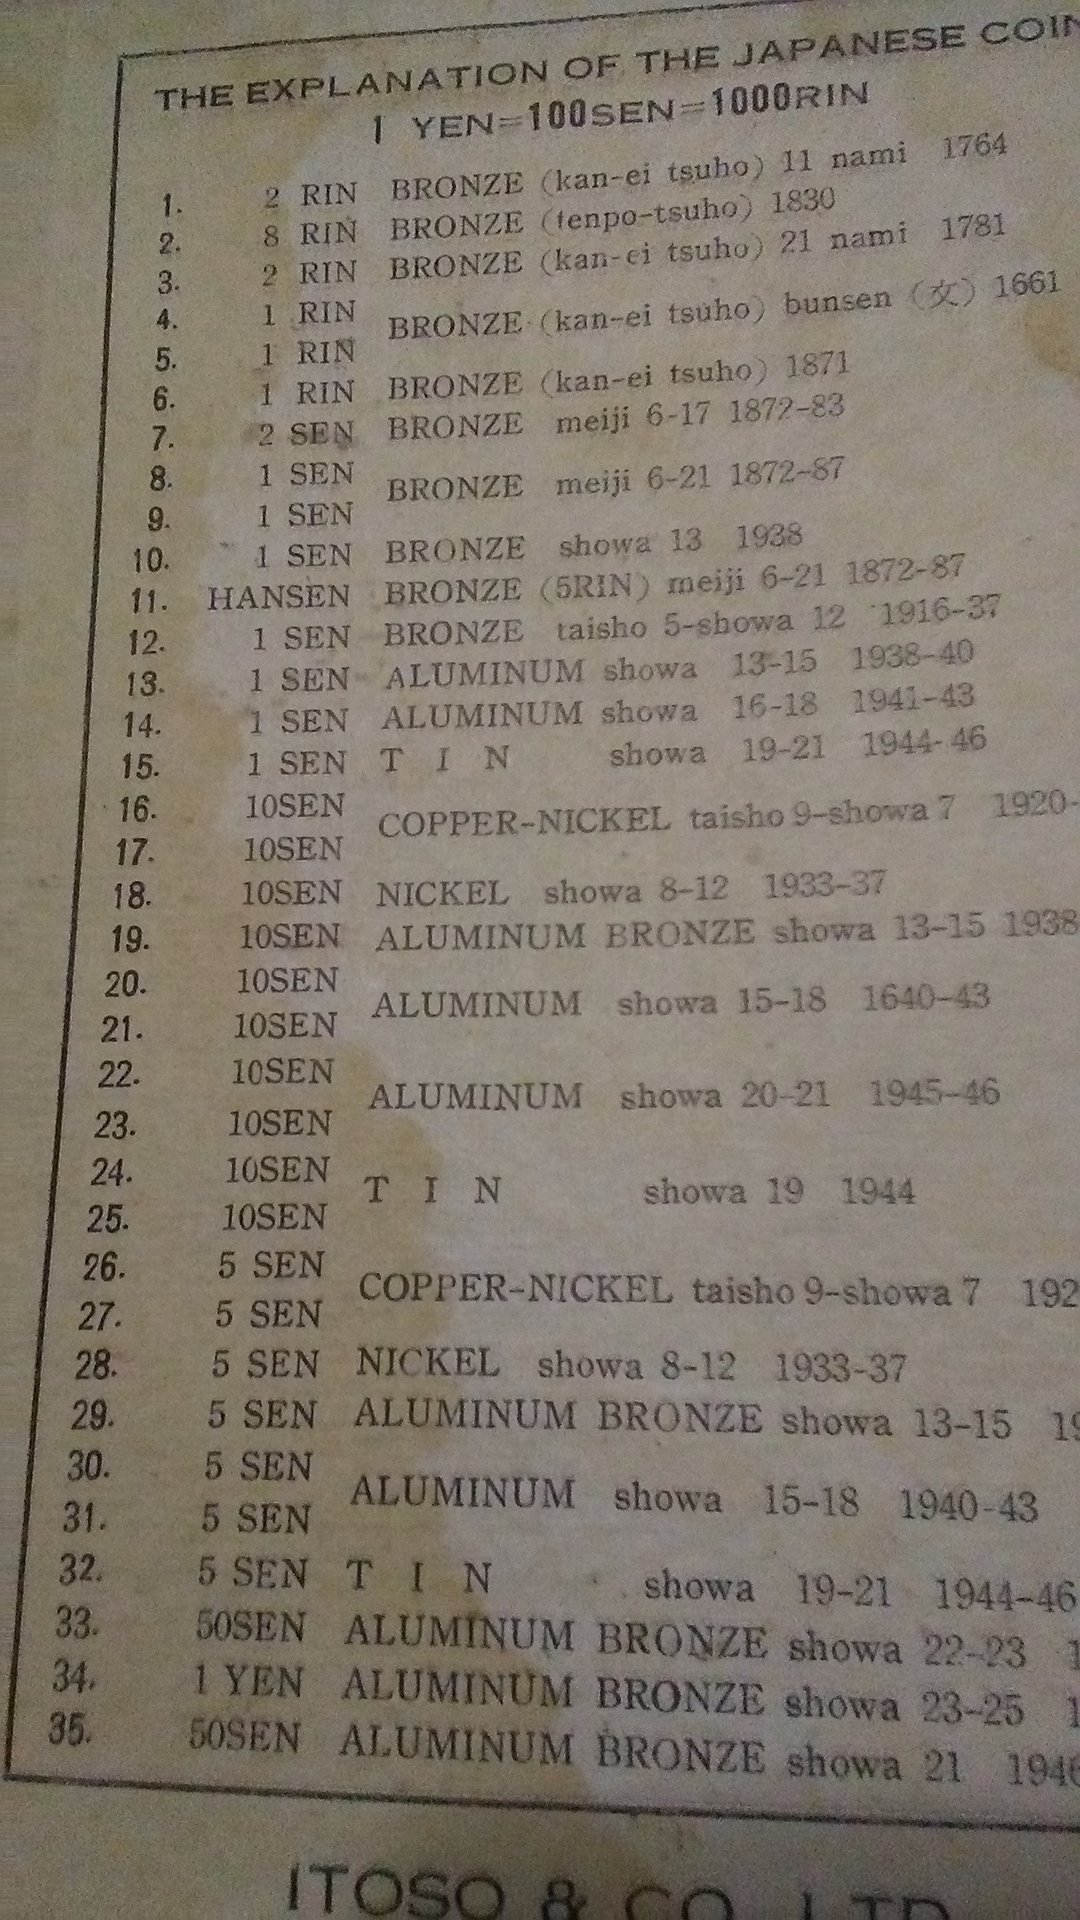 THE EXPLANATION OF THE JAPANESE COIN
1 YEN=100SEN=1000RIN
1. 2 RIN BRONZE (kan-ei tsuho) 11 nami 1764
2. 8 RIN BRONZE (tenpo-tsuho) 1830
3. 2 RIN BRONZE (kan-ei tsuho) 21 nami 1781
4. 1 RIN
BRONZE (kan-ei tsuho) bunsen (文) 1661
5. 1 RIN
6. 1 RIN BRONZE (kan-ei tsuho) 1871
7. 2 SEN BRONZE meiji 6-17 1872-83
8. 1 SEN
BRONZE meiji 6-21 1872-87
9. 1 SEN
10. 1 SEN BRONZE showa 13 1938
11. HANSEN BRONZE (5RIN) meiji 6-21 1872-87
12. 1 SEN BRONZE taisho 5-showa 12 1916-37
13. 1 SEN ALUMINUM showa 13-15 1938-40
14. 1 SEN ALUMINUM showa 16-18 1941-43
15. 1 SEN T I N showa 19-21 1944-46
16. 10SEN
COPPER-NICKEL taisho 9-showa 7 1920-
17. 10SEN
18. 10SEN NICKEL showa 8-12 1933-37
19. 10SEN ALUMINUM BRONZE showa 13-15 1938
20. 10SEN
ALUMINUM showa 15-18 1640-43
21. 10SEN
22. 10SEN
ALUMINUM showa 20-21 1945-46
23. 10SEN
24. 10SEN
T I N showa 19 1944
25. 10SEN
26. 5 SEN
COPPER-NICKEL taisho 9-showa 7 192
27. 5 SEN
28. 5 SEN NICKEL showa 8-12 1933-37
29. 5 SEN ALUMINUM BRONZE showa 13-15 19
30. 5 SEN
ALUMINUM showa 15-18 1940-43
31. 5 SEN
32. 5 SEN T I N showa 19-21 1944-46
33. 50SEN ALUMINUM BRONZE showa 22-23 1
34. 1 YEN ALUMINUM BRONZE showa 23-25 1
35. 50SEN ALUMINUM BRONZE showa 21 1946
ITOSO & CO. LTD